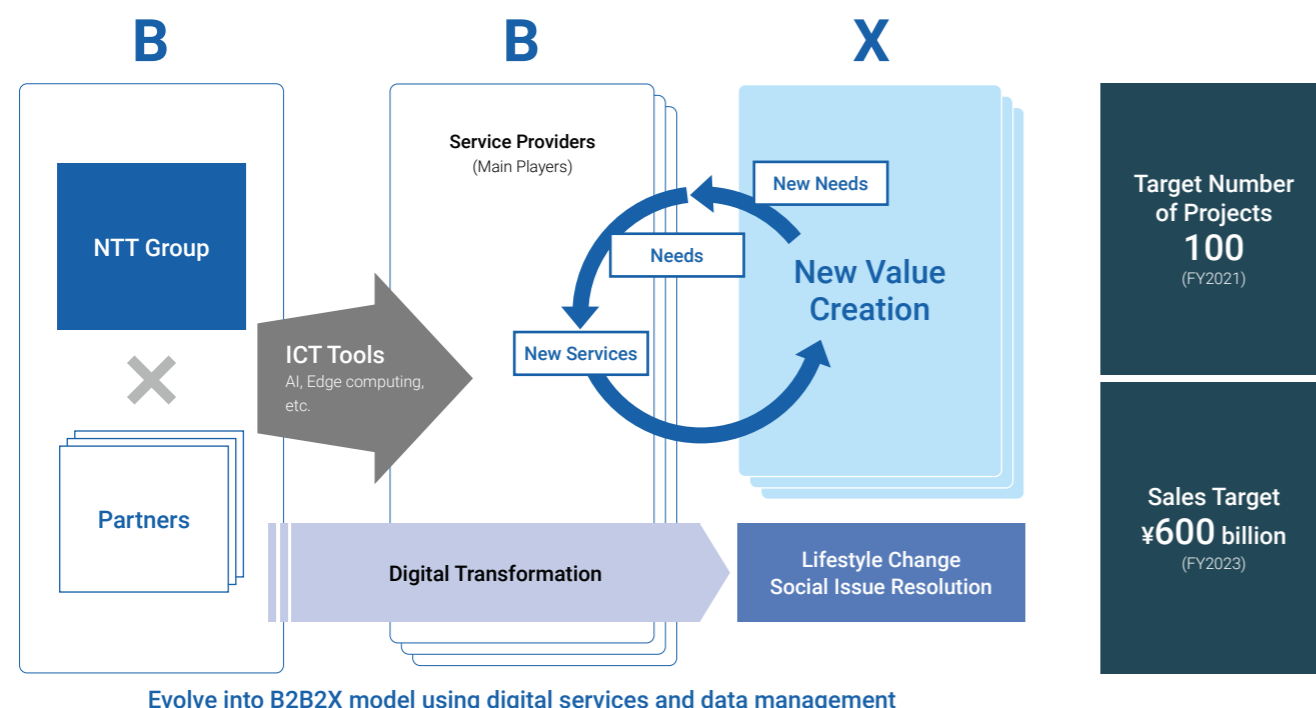 B
B
X
NTT Group
Partners
ICT Tools
AI, Edge computing,
etc.
Service Providers
(Main Players)
New Needs
Needs
New Services
New Value
Creation
Digital Transformation
Lifestyle Change
Social Issue Resolution
Target Number
of Projects
100
(FY2021)
Sales Target
¥600 billion
(FY2023)
Evolve into B2B2X model using digital services and data management